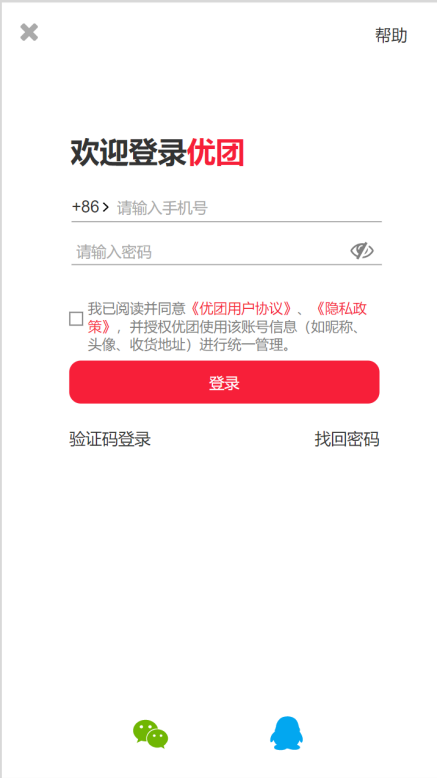 帮助
欢迎登录优团
+86 请输入手机号
请输入密码
我已阅读并同意《优团用户协议》、《隐私政
策》，并授权优团使用该账号信息（如昵称、
头像、收货地址）进行统一管理。
登录
验证码登录 找回密码